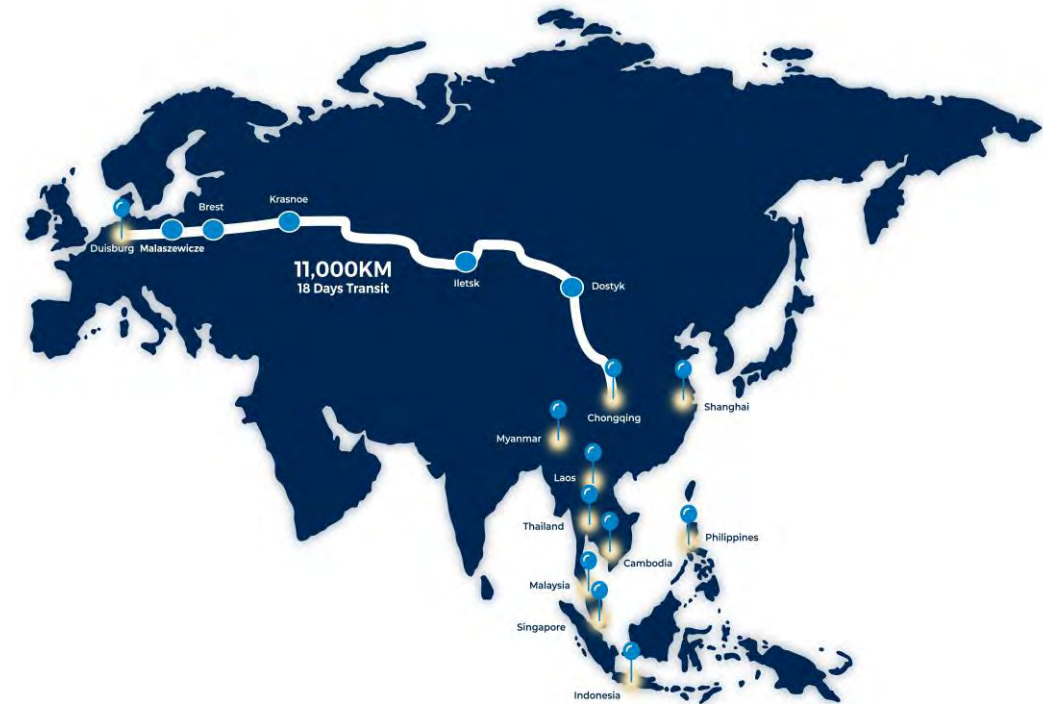 Krasnoe
Brest
Duisburg
Malaszewicze
11,000KM
18 Days Transit
Iletsk
Dostyk
Chongqing
Shanghai
Myanmar
Laos
Thailand
Philippines
Cambodia
Malaysia
Singapore
Indonesia